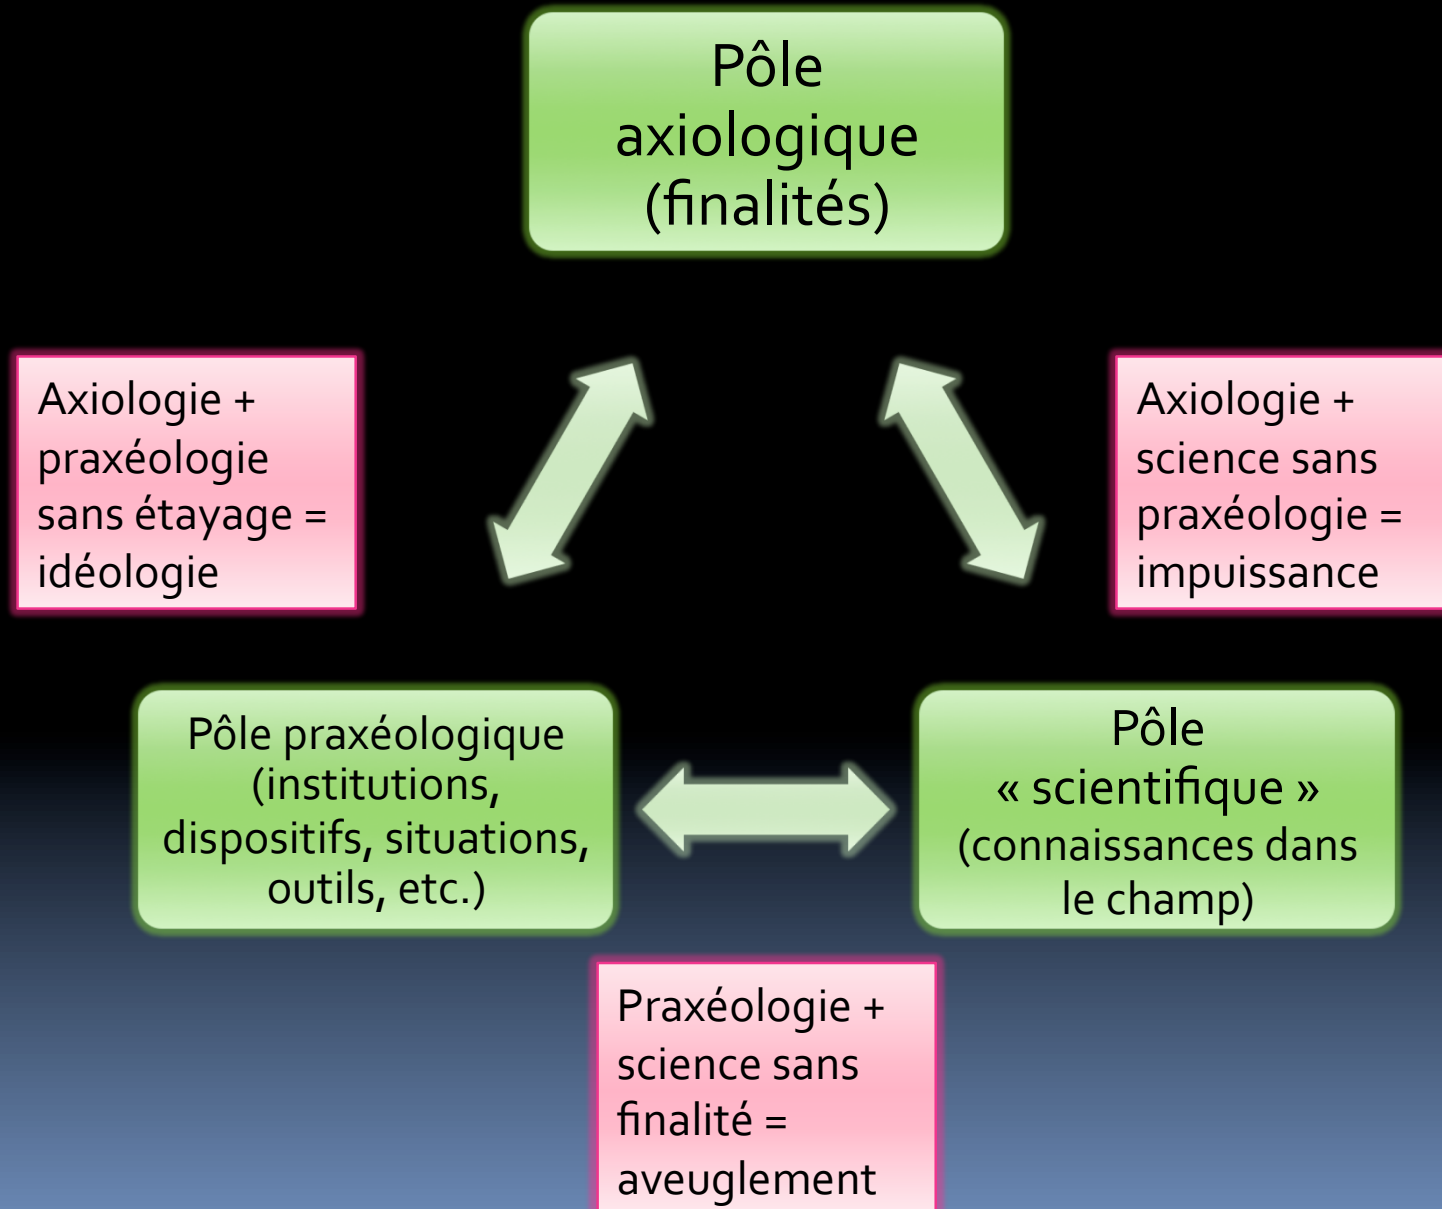 Pôle
axiologique
(finalités)
Axiologie +
praxéologie
sans étayage =
idéologie
Axiologie +
science sans
praxéologie =
impuissance
Pôle praxéologique
(institutions,
dispositifs, situations,
outils, etc.)
Pôle
« scientifique »
(connaissances dans
le champ)
Praxéologie +
science sans
finalité =
aveuglement